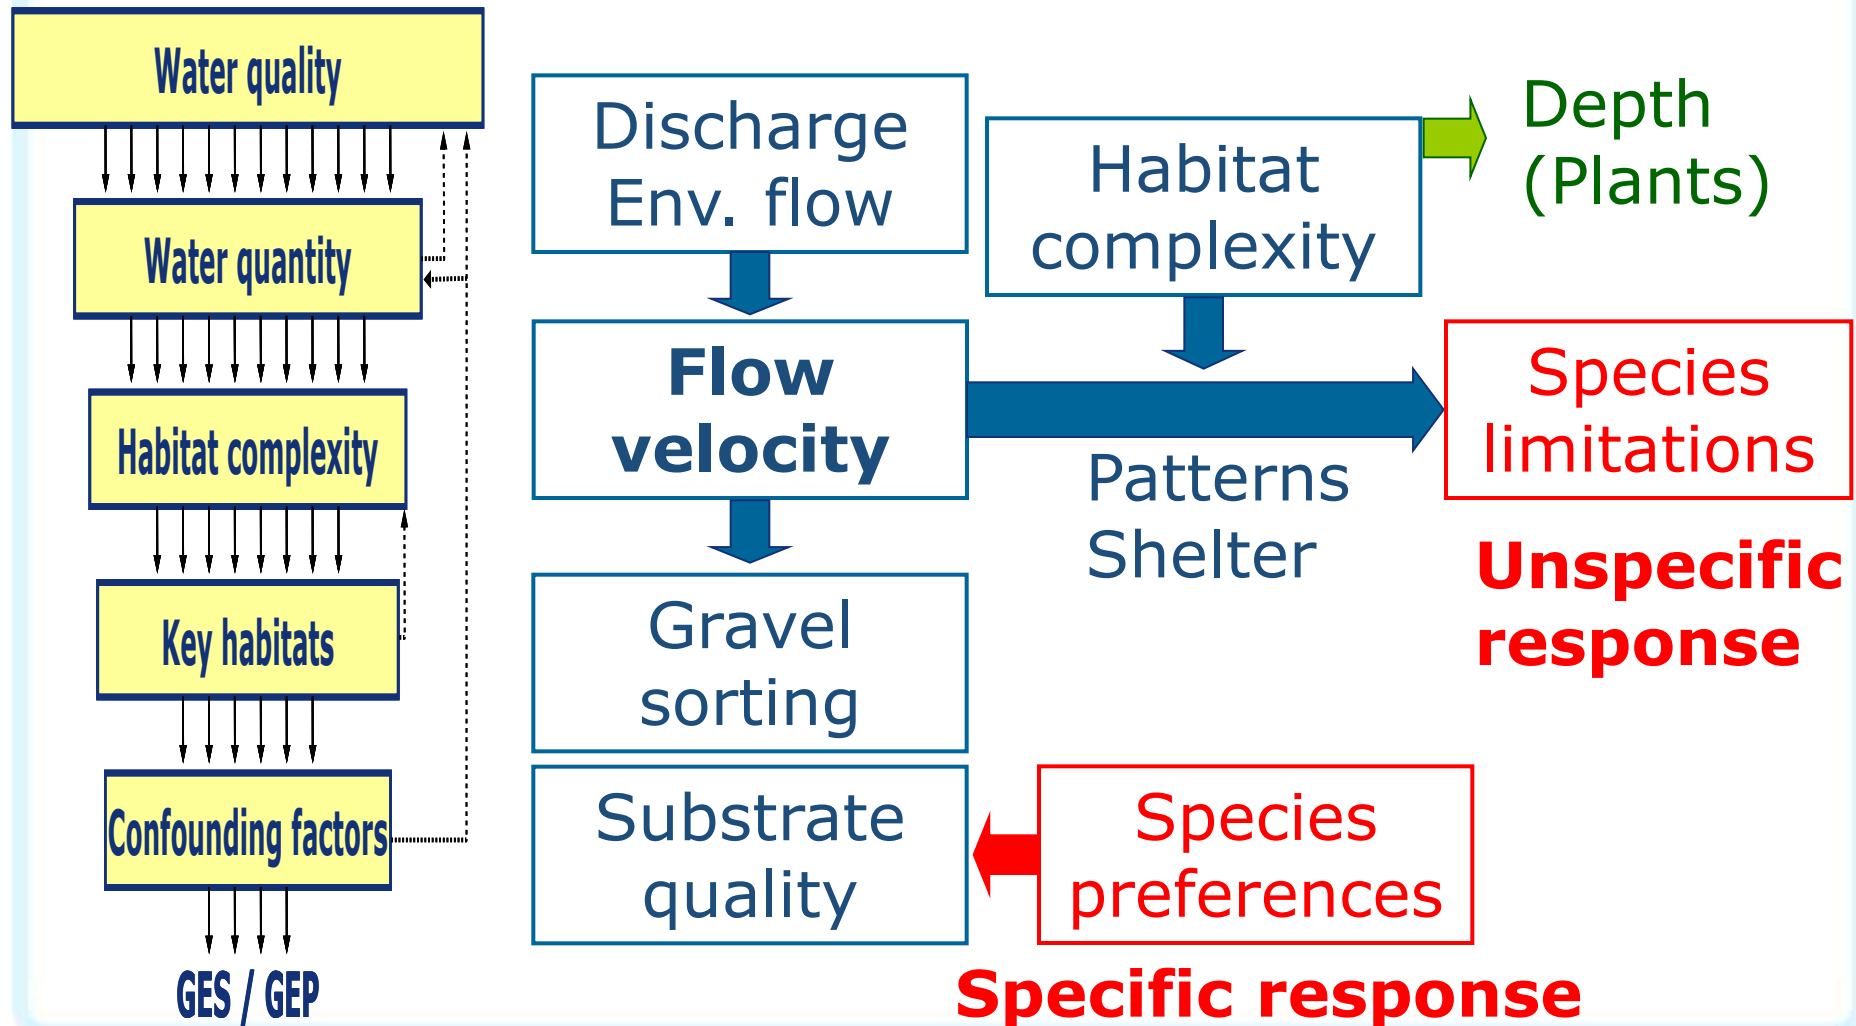 Water quality
Water quantity
Habitat complexity
Key habitats
Confounding factors
GES / GEP
Discharge
Env. flow
Flow
velocity
Gravel
sorting
Substrate
quality
Habitat
complexity
Patterns
Shelter
Depth
(Plants)
Species
limitations
Unspecific
response
Species
preferences
Specific response